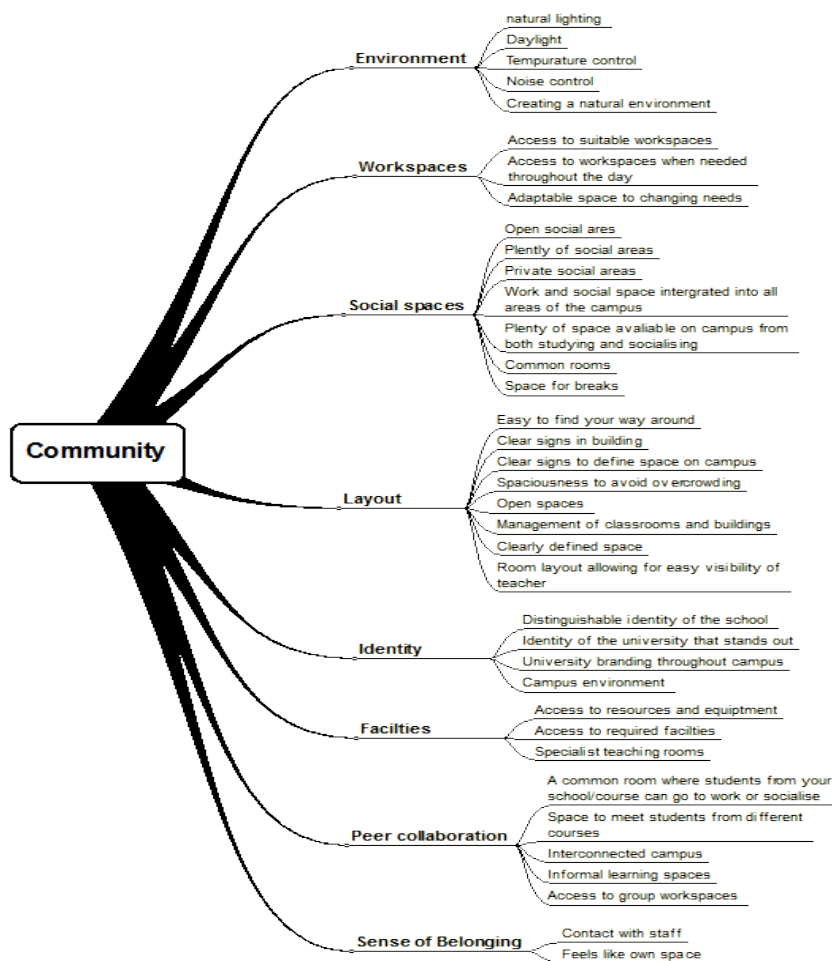 Community
Environment
natural lighting
Daylight
Tempurature control
Noise control
Creating a natural environment
Workspaces
Access to suitable workspaces
Access to workspaces when needed
throughout the day
Adaptable space to changing needs
Social spaces
Open social ares
Plently of social areas
Private social areas
Work and social space intergrated into all
areas of the campus
Plenty of space avaliable on campus from
both studying and socialising
Common rooms
Space for breaks
Layout
Easy to find your way around
Clear signs in building
Clear signs to define space on campus
Spaciousness to avoid overcrowding
Open spaces
Management of classrooms and buildings
Clearly defined space
Room layout allowing for easy visibility of
teacher
Identity
Distinguishable identity of the school
Identity of the university that stands out
University branding throughout campus
Campus environment
Facilties
Access to resources and equiptment
Access to required facilties
Specialist teaching rooms
Peer collaboration
A common room where students from your
school/course can go to work or socialise
Space to meet students from different
courses
Interconnected campus
Informal learning spaces
Access to group workspaces
Sense of Belonging
Contact with staff
Feels like own space